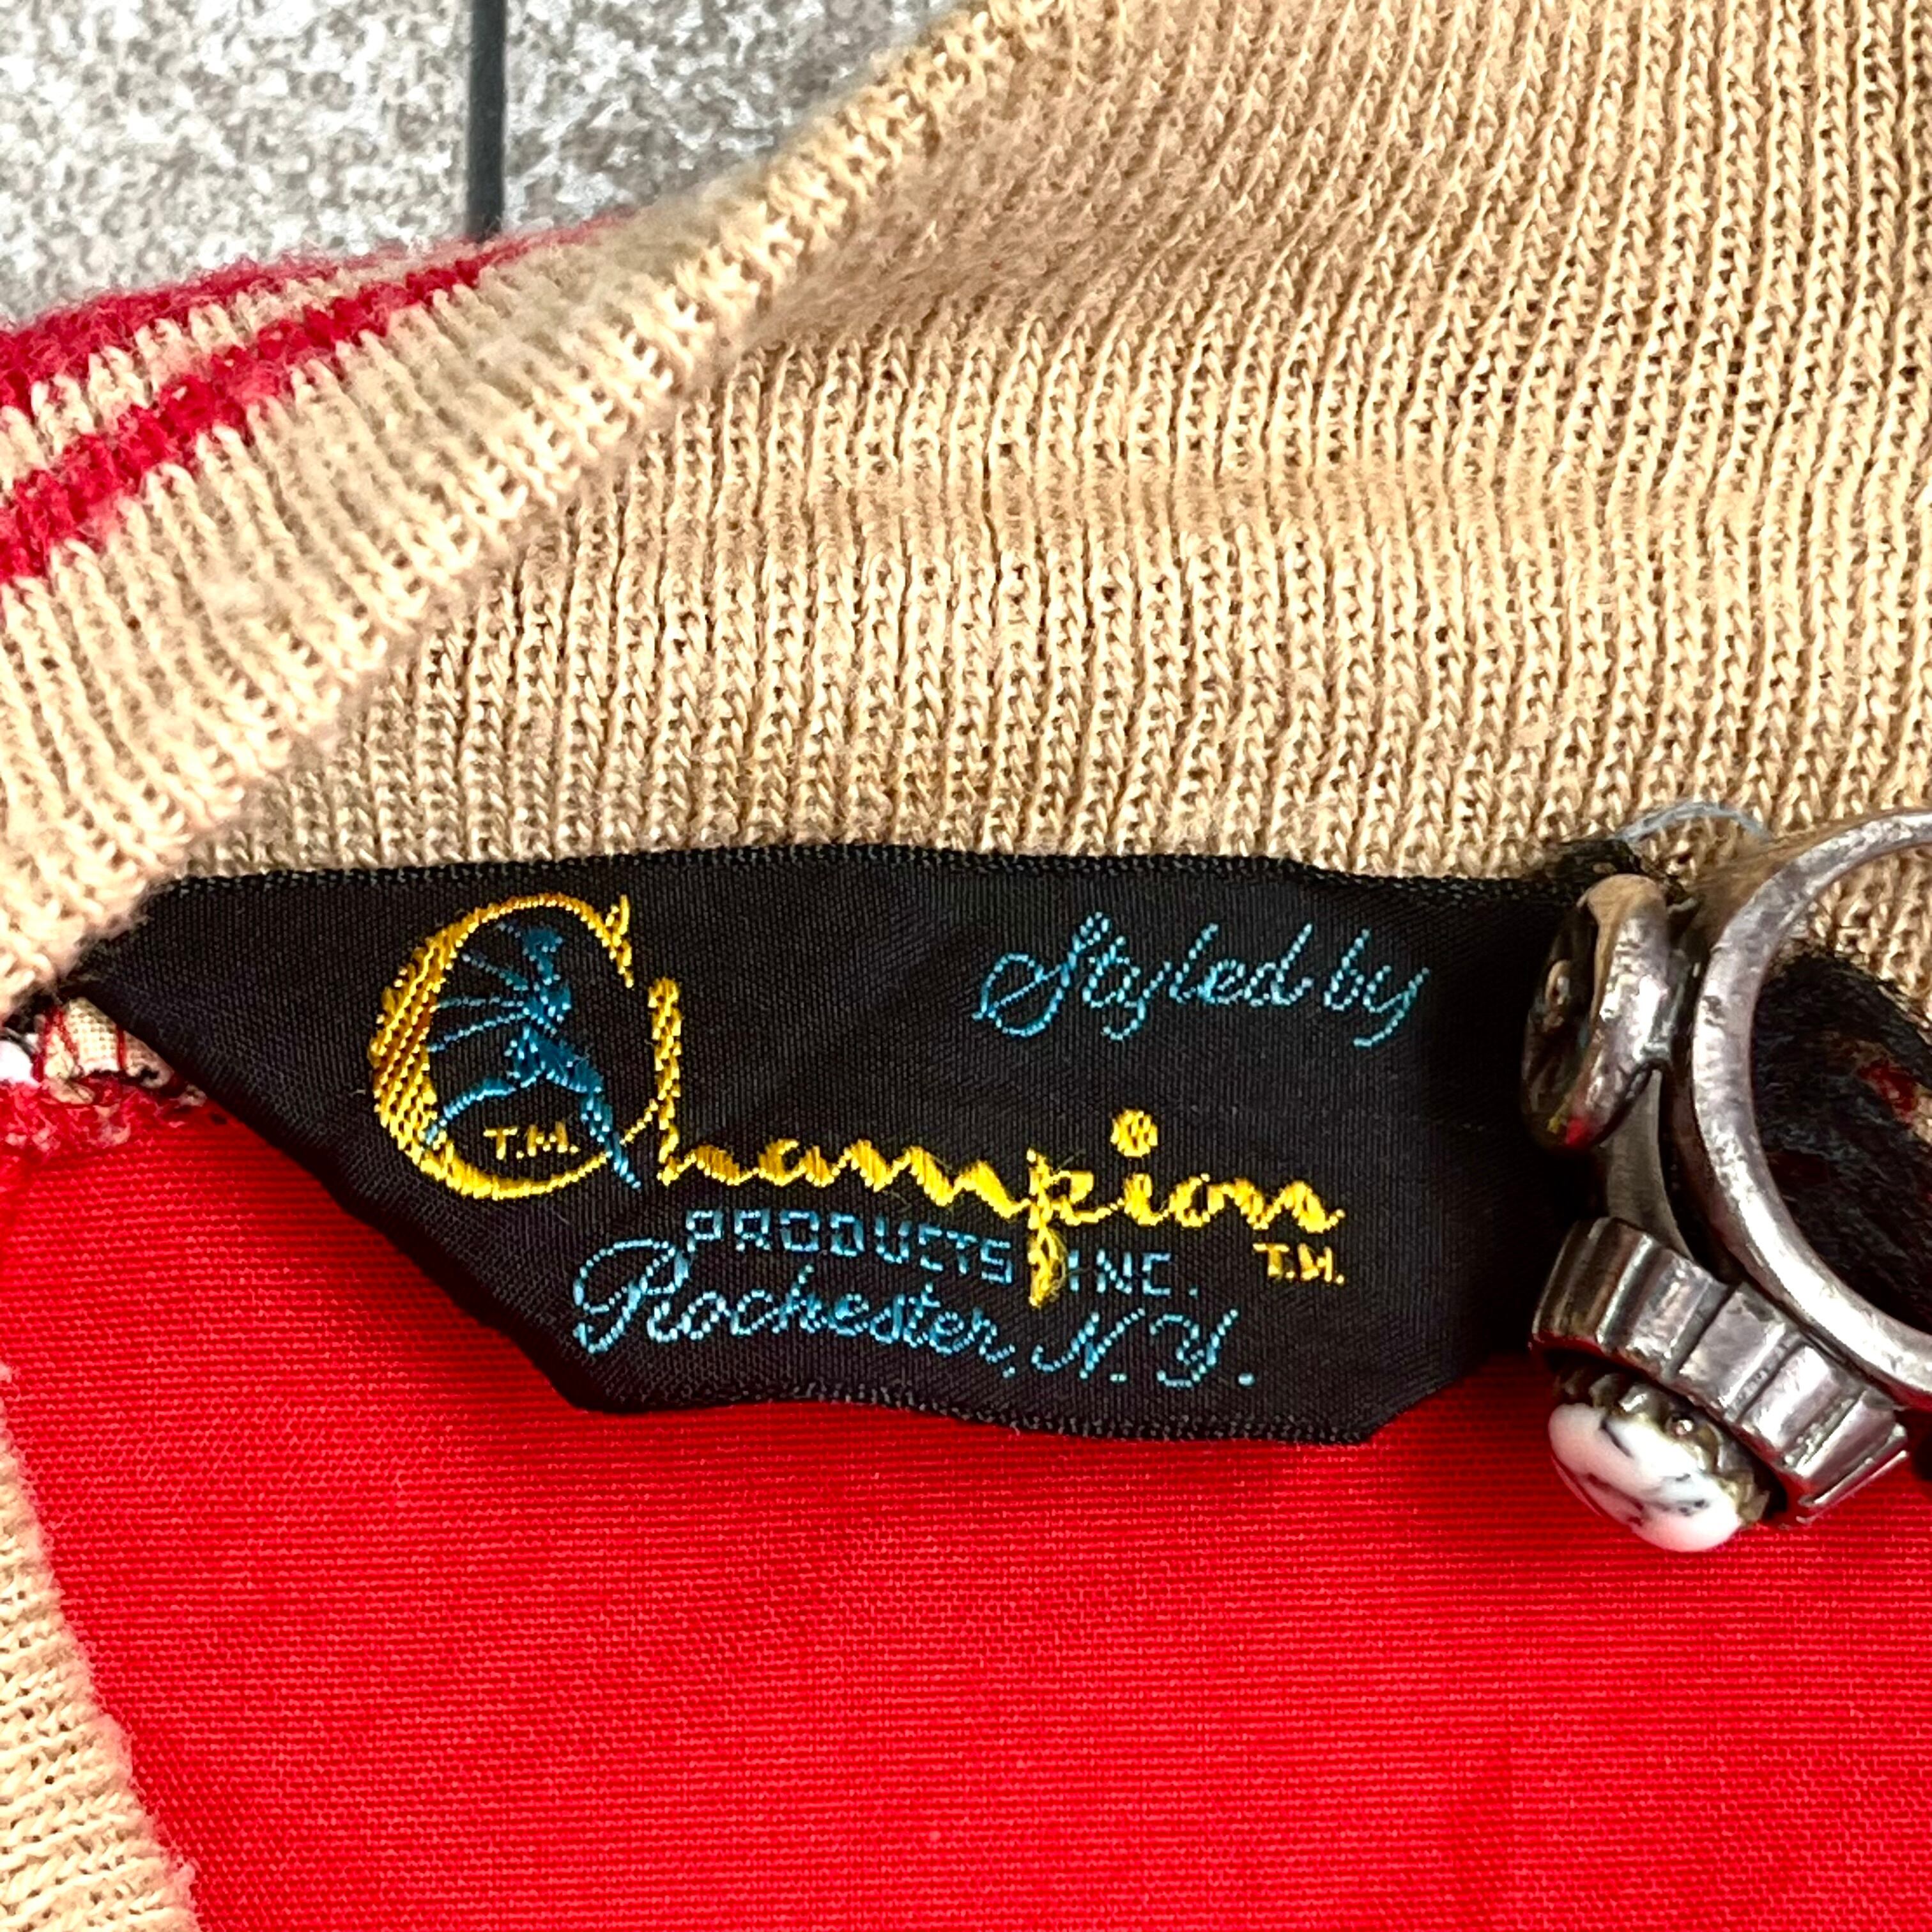 Styled by
T.M.
Champion
PRODUCTS INC. T.M.
Rochester, N.Y.